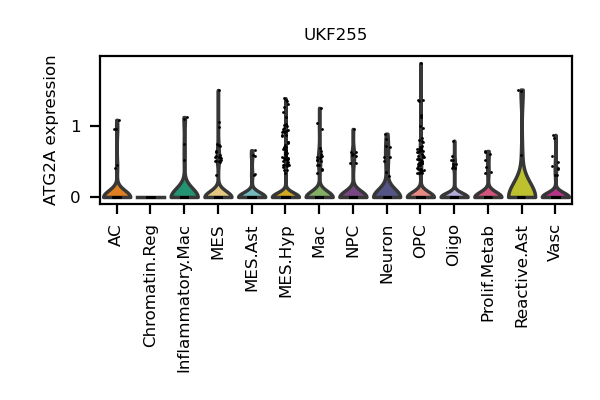 UKF255
ATG2A expression
1
0
AC
Chromatin.Reg
Inflammatory.Mac
MES
MES.Ast
MES.Hyp
Mac
NPC
Neuron
OPC
Oligo
Prolif.Metab
Reactive.Ast
Vasc